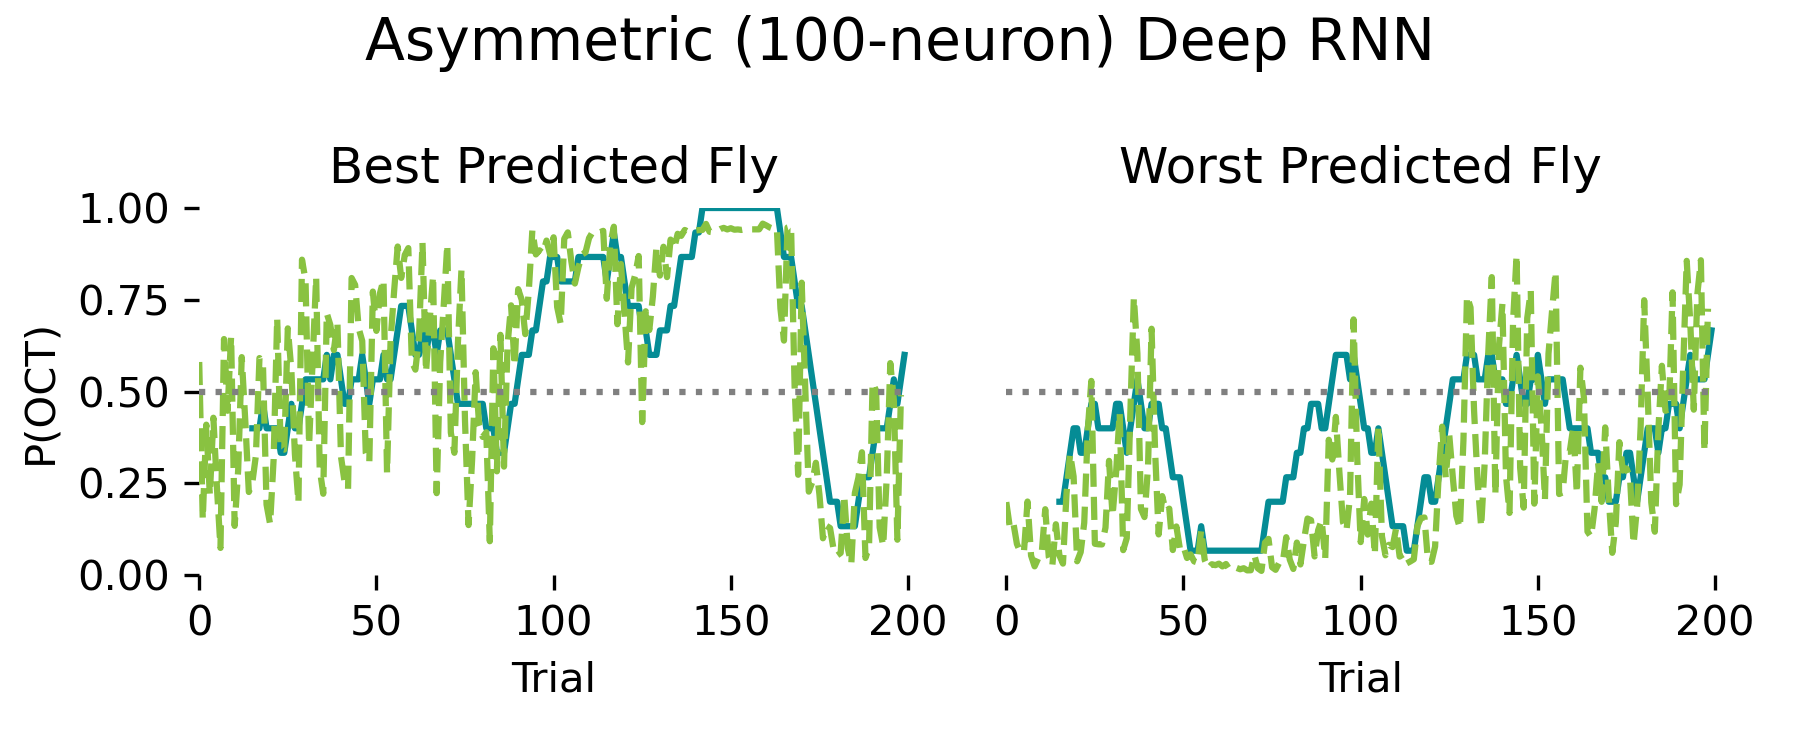 Asymmetric (100-neuron) Deep RNN
Best Predicted Fly
Worst Predicted Fly
1.00
0.75
0.50
0.25
0.00
P(OCT)
0 50 100 150 200
0 50 100 150 200
Trial
Trial